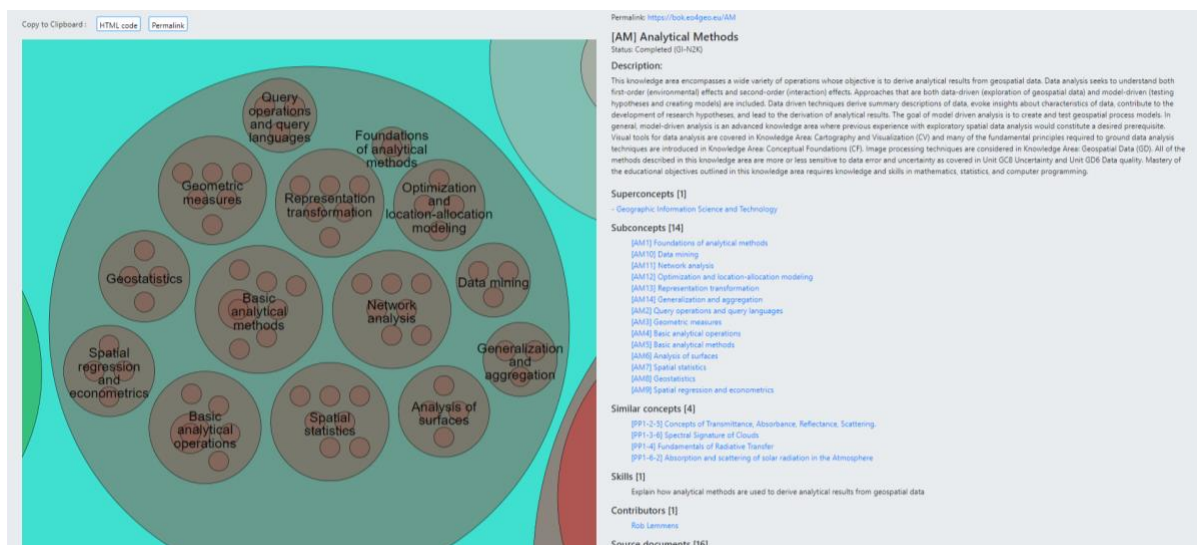 Copy to Clipboard :
HTML code
Permalink
Query
operations
and query
languages
Foundations
of analytical
methods
Geometric
measures
Representation
transformation
Optimization
and
location-allocation
modeling
Geostatistics
Data mining
Basic
analytical
methods
Network
analysis
Spatial
regression
and
econometrics
Generalization
and
aggregation
Basic
analytical
operations
Spatial
statistics
Analysis of
surfaces
Permalink: https://bok.eo4geo.eu/AM
[AM] Analytical Methods
Status: Completed (GI-N2K)
Description:
This knowledge area encompasses a wide variety of operations whose objective is to derive analytical results from geospatial data. Data analysis seeks to understand both
first-order (environmental) effects and second-order (interaction) effects. Approaches that are both data-driven (exploration of geospatial data) and model-driven (testing
hypotheses and creating models) are included. Data driven techniques derive summary descriptions of data, evoke insights about characteristics of data, contribute to the
development of research hypotheses, and lead to the derivation of analytical results. The goal of model driven analysis is to create and test geospatial process models. In
general, model-driven analysis is an advanced knowledge area where previous experience with exploratory spatial data analysis would constitute a desired prerequisite.
Visual tools for data analysis are covered in Knowledge Area: Cartography and Visualization (CV) and many of the fundamental principles required to ground data analysis
techniques are introduced in Knowledge Area: Conceptual Foundations (CF). Image processing techniques are considered in Knowledge Area: Geospatial Data (GD). All of the
methods described in this knowledge area are more or less sensitive to data error and uncertainty as covered in Unit GC8 Uncertainty and Unit GD6 Data quality. Mastery of
the educational objectives outlined in this knowledge area requires knowledge and skills in mathematics, statistics, and computer programming.
Superconcepts [1]
- Geographic Information Science and Technology
Subconcepts [14]
[AM1] Foundations of analytical methods
[AM10] Data mining
[AM11] Network analysis
[AM12] Optimization and location-allocation modeling
[AM13] Representation transformation
[AM14] Generalization and aggregation
[AM2] Query operations and query languages
[AM3] Geometric measures
[AM4] Basic analytical operations
[AM5] Basic analytical methods
[AM6] Analysis of surfaces
[AM7] Spatial statistics
[AM8] Geostatistics
[AM9] Spatial regression and econometrics
Similar concepts [4]
[PP1-2-5] Concepts of Transmittance, Absorbance, Reflectance, Scattering.
[PP1-3-6] Spectral Signature of Clouds
[PP1-4] Fundamentals of Radiative Transfer
[PP1-6-2] Absorption and scattering of solar radiation in the Atmosphere
Skills [1]
Explain how analytical methods are used to derive analytical results from geospatial data
Contributors [1]
Rob Lemmens
Source documents [16]